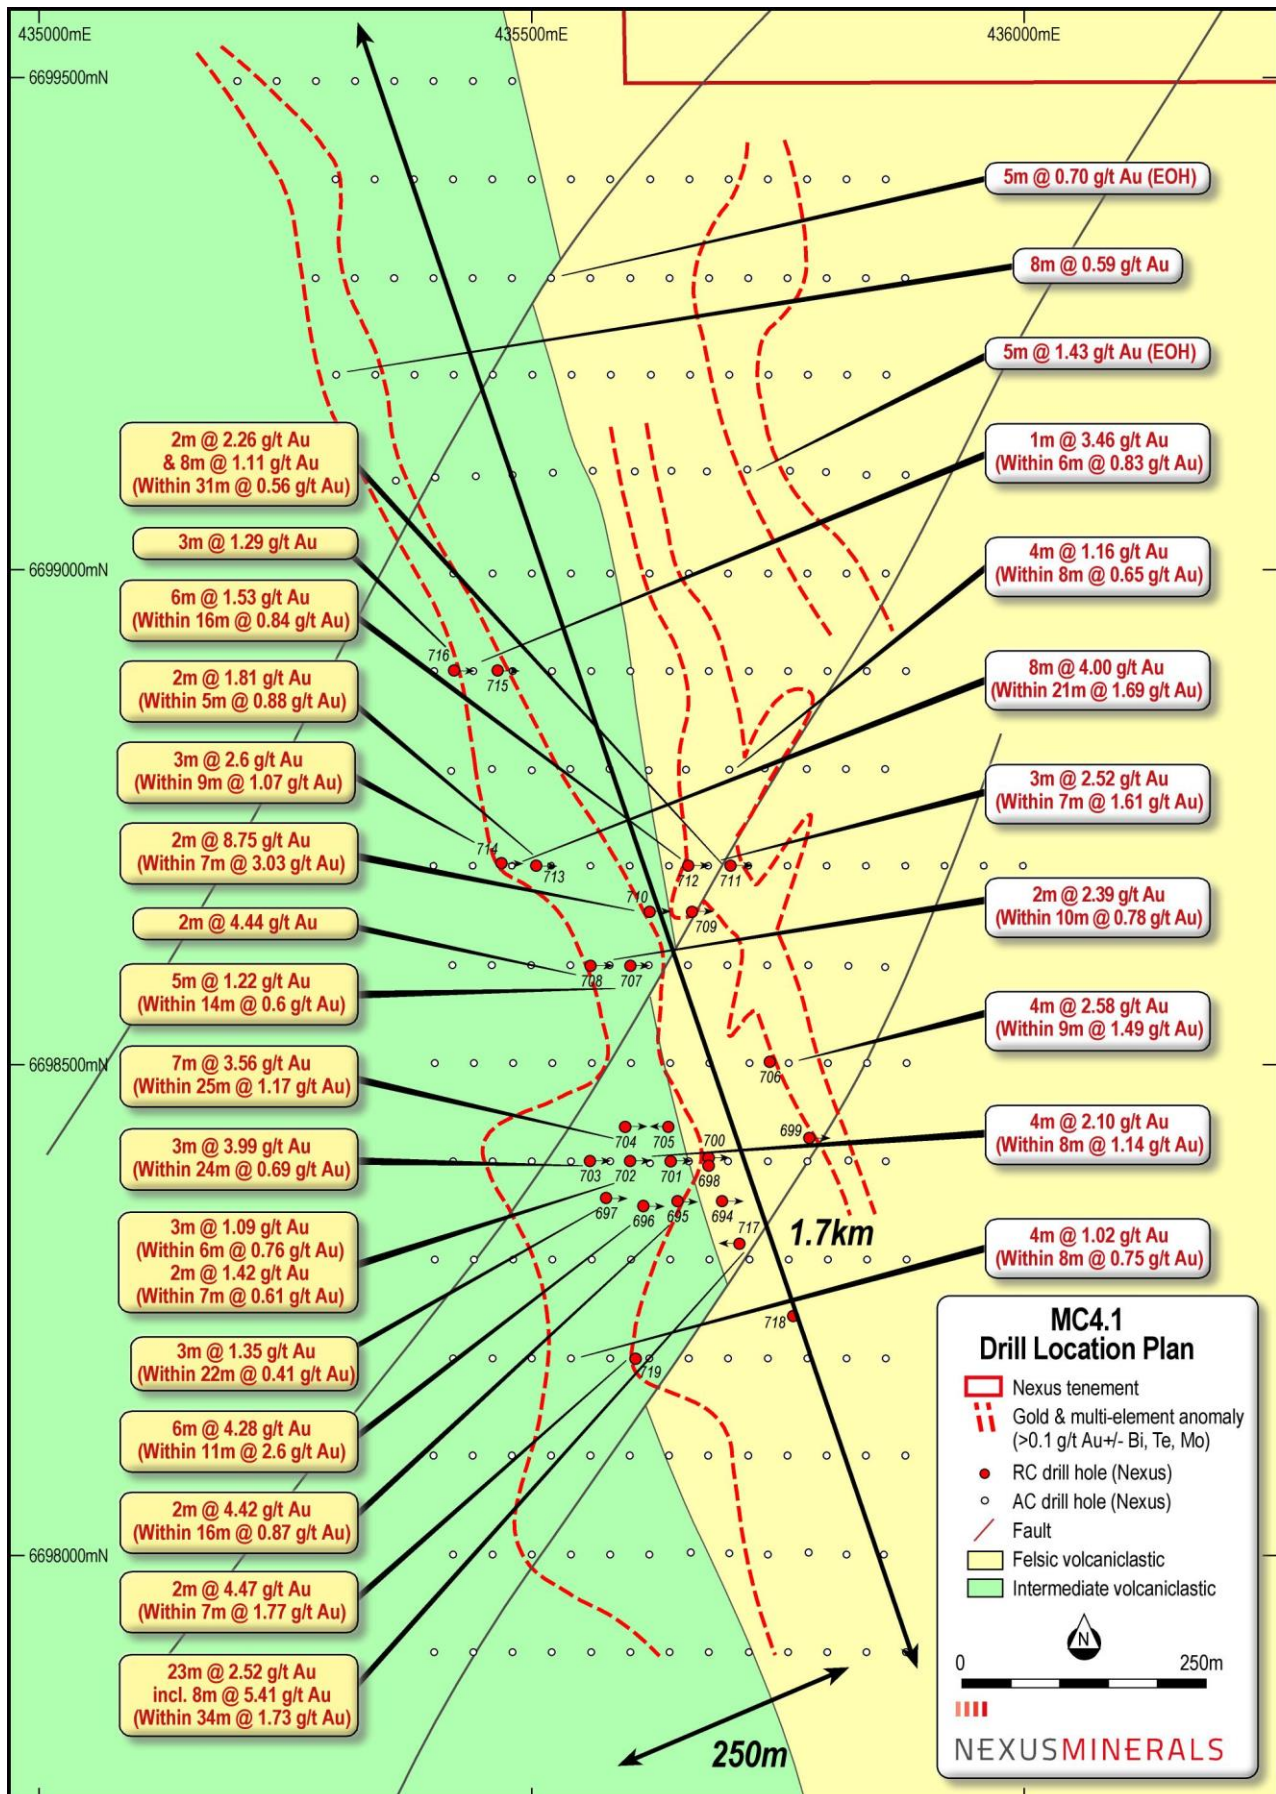 435000mE
435500mE
436000mE
6699500mN
6699000mN
6698500mN
6698000mN
5m @ 0.70 g/t Au (EOH)
8m @ 0.59 g/t Au
5m @ 1.43 g/t Au (EOH)
1m @ 3.46 g/t Au
(Within 6m @ 0.83 g/t Au)
4m @ 1.16 g/t Au
(Within 8m @ 0.65 g/t Au)
8m @ 4.00 g/t Au
(Within 21m @ 1.69 g/t Au)
3m @ 2.52 g/t Au
(Within 7m @ 1.61 g/t Au)
2m @ 2.39 g/t Au
(Within 10m @ 0.78 g/t Au)
4m @ 2.58 g/t Au
(Within 9m @ 1.49 g/t Au)
4m @ 2.10 g/t Au
(Within 8m @ 1.14 g/t Au)
4m @ 1.02 g/t Au
(Within 8m @ 0.75 g/t Au)
2m @ 2.26 g/t Au
& 8m @ 1.11 g/t Au
(Within 31m @ 0.56 g/t Au)
3m @ 1.29 g/t Au
6m @ 1.53 g/t Au
(Within 16m @ 0.84 g/t Au)
2m @ 1.81 g/t Au
(Within 5m @ 0.88 g/t Au)
3m @ 2.6 g/t Au
(Within 9m @ 1.07 g/t Au)
2m @ 8.75 g/t Au
(Within 7m @ 3.03 g/t Au)
2m @ 4.44 g/t Au
5m @ 1.22 g/t Au
(Within 14m @ 0.6 g/t Au)
7m @ 3.56 g/t Au
(Within 25m @ 1.17 g/t Au)
3m @ 3.99 g/t Au
(Within 24m @ 0.69 g/t Au)
3m @ 1.09 g/t Au
(Within 6m @ 0.76 g/t Au)
2m @ 1.42 g/t Au
(Within 7m @ 0.61 g/t Au)
3m @ 1.35 g/t Au
(Within 22m @ 0.41 g/t Au)
6m @ 4.28 g/t Au
(Within 11m @ 2.6 g/t Au)
2m @ 4.42 g/t Au
(Within 16m @ 0.87 g/t Au)
2m @ 4.47 g/t Au
(Within 7m @ 1.77 g/t Au)
23m @ 2.52 g/t Au
incl. 8m @ 5.41 g/t Au
(Within 34m @ 1.73 g/t Au)
716
715
714
713
712
711
710
709
708
707
706
704
705
700
699
703
702
701
698
697
696
695
694
717
718
719
1.7km
250m
MC4.1
Drill Location Plan
Nexus tenement
Gold & multi-element anomaly
(>0.1 g/t Au+/- Bi, Te, Mo)
RC drill hole (Nexus)
AC drill hole (Nexus)
Fault
Felsic volcaniclastic
Intermediate volcaniclastic
N
0 250m
NEXUSMINERALS